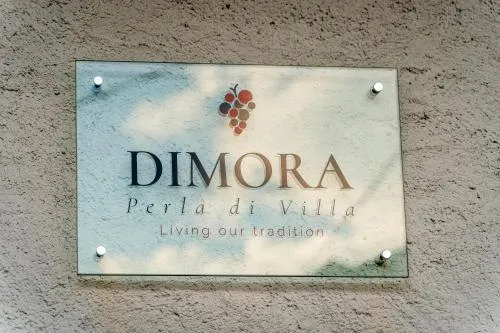 DIMORA
Perla di Villa
Living our tradition